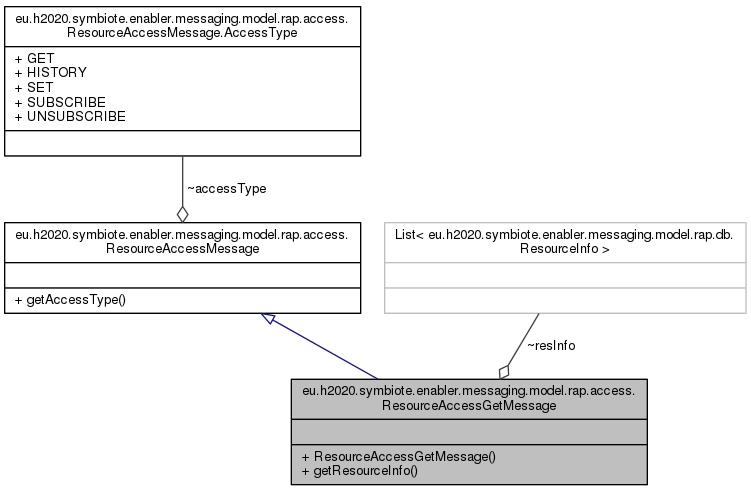 eu.h2020.symbiote.enabler.messaging.model.rap.access.
ResourceAccessMessage.AccessType
+ GET
+ HISTORY
+ SET
+ SUBSCRIBE
+ UNSUBSCRIBE
~accessType
eu.h2020.symbiote.enabler.messaging.model.rap.access.
ResourceAccessMessage
+ getAccessType()
List< eu.h2020.symbiote.enabler.messaging.model.rap.db.
ResourceInfo >
~resInfo
eu.h2020.symbiote.enabler.messaging.model.rap.access.
ResourceAccessGetMessage
+ ResourceAccessGetMessage()
+ getResourceInfo()